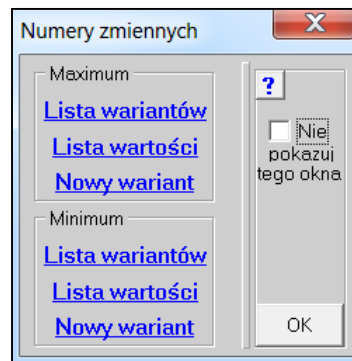 Numery zmiennych
Maximum
Lista wariantów
Lista wartości
Nowy wariant
Minimum
Lista wariantów
Lista wartości
Nowy wariant
?
Nie
pokazuj
tego okna
OK